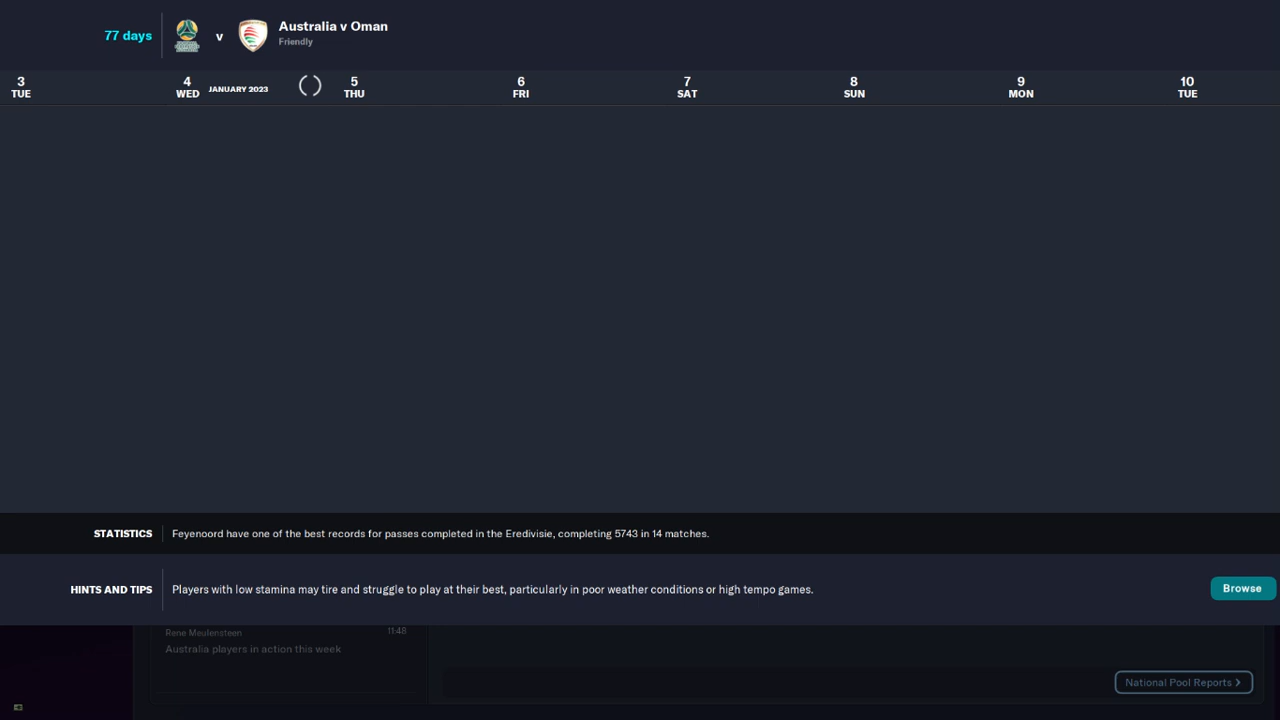 77 days
v
Australia v Oman
Friendly
3
TUE
4
WED
JANUARY 2023
5
THU
6
FRI
7
SAT
8
SUN
9
MON
10
TUE
STATISTICS
Feyenoord have one of the best records for passes completed in the Eredivisie, completing 5743 in 14 matches.
HINTS AND TIPS
Players with low stamina may tire and struggle to play at their best, particularly in poor weather conditions or high tempo games.
Browse
Rene Meulensteen
11:48
Australia players in action this week
National Pool Reports